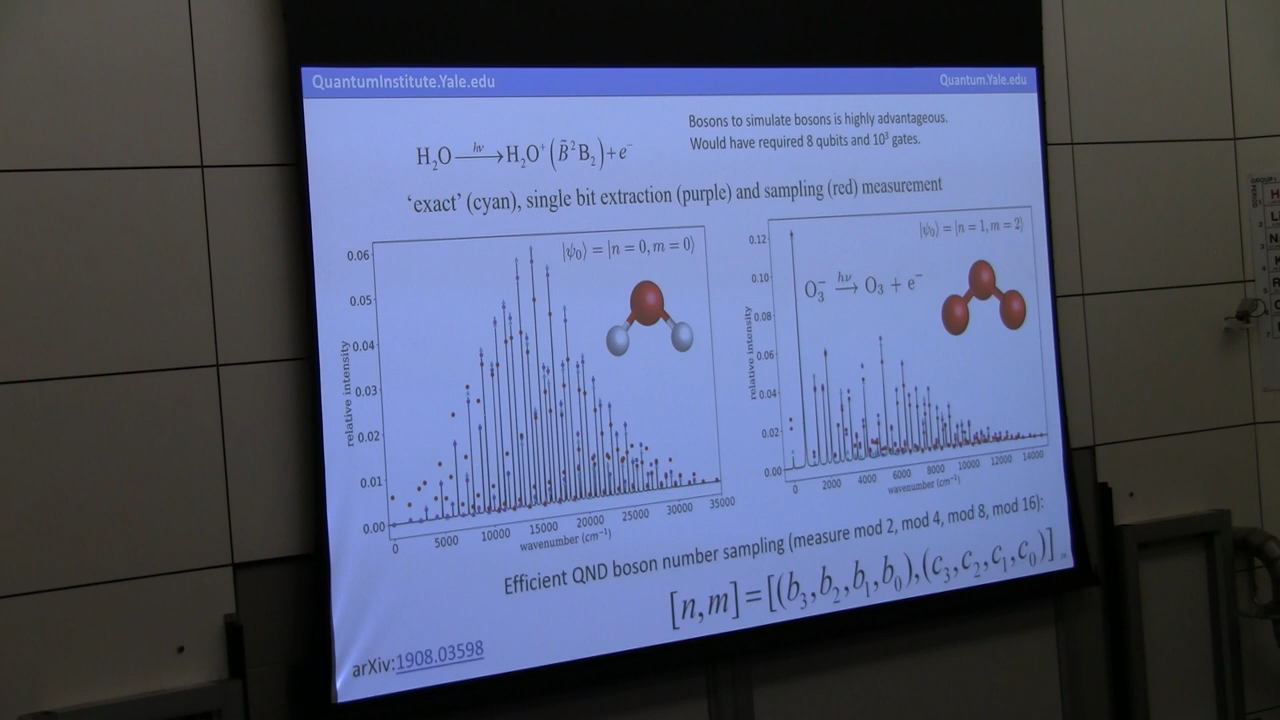 QuantumInstitute.Yale.edu
Quantum.Yale.edu
Bosons to simulate bosons is highly advantageous.
Would have required 8 qubits and 10³ gates.
H₂O —hν→ H₂O⁺ (B̃ ²B₂) + e⁻
'exact' (cyan), single bit extraction (purple) and sampling (red) measurement
|ψ₀⟩ = |n = 0, m = 0⟩
relative intensity
0.06
0.05
0.04
0.03
0.02
0.01
0.00
0 5000 10000 15000 20000 25000 30000 35000
wavenumber (cm⁻¹)
|ψ₀⟩ = |n = 1, m = 2⟩
O₃⁻ —hν→ O₃ + e⁻
relative intensity
0.12
0.10
0.08
0.06
0.04
0.02
0.00
0 2000 4000 6000 8000 10000 12000 14000
wavenumber (cm⁻¹)
Efficient QND boson number sampling (measure mod 2, mod 4, mod 8, mod 16):
[n,m]=[(b₃,b₂,b₁,b₀),(c₃,c₂,c₁,c₀)]
arXiv:1908.03598